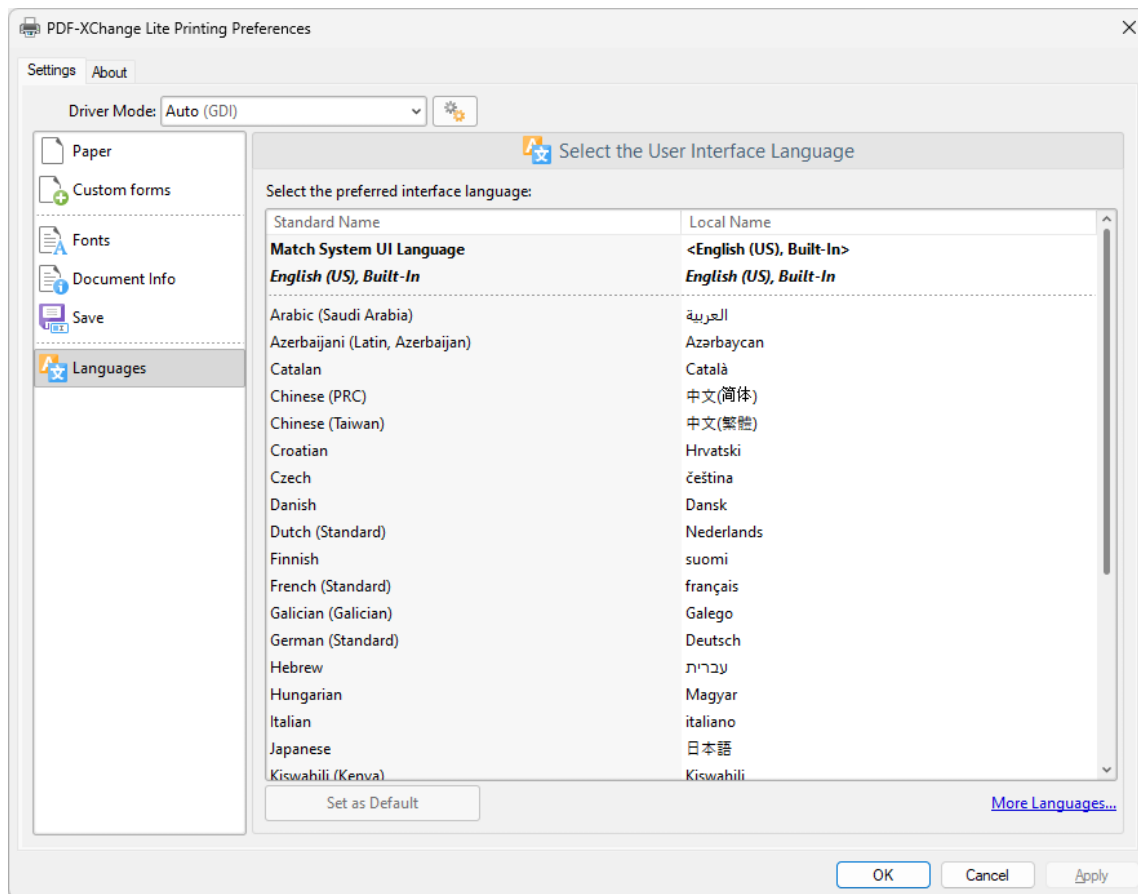 PDF-XChange Lite Printing Preferences
Settings About
Driver Mode: Auto (GDI)
Paper
Custom forms
Fonts
Document Info
Save
Languages
Select the User Interface Language
Select the preferred interface language:
Standard Name Local Name
Match System UI Language <English (US), Built-In>
English (US), Built-In English (US), Built-In
Arabic (Saudi Arabia) العربية
Azerbaijani (Latin, Azerbaijan) Azərbaycan
Catalan Català
Chinese (PRC) 中文(简体)
Chinese (Taiwan) 中文(繁體)
Croatian Hrvatski
Czech čeština
Danish Dansk
Dutch (Standard) Nederlands
Finnish suomi
French (Standard) français
Galician (Galician) Galego
German (Standard) Deutsch
Hebrew עברית
Hungarian Magyar
Italian italiano
Japanese 日本語
Kiswahili (Kenya) Kiswahili
Set as Default More Languages...
OK Cancel Apply